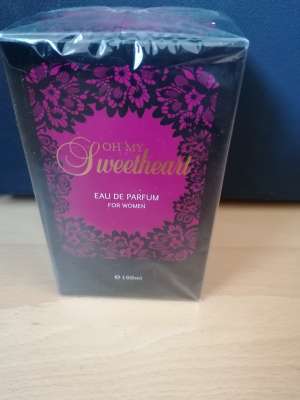 OH MY
Sweetheart
EAU DE PARFUM
FOR WOMEN
℮ 100ml